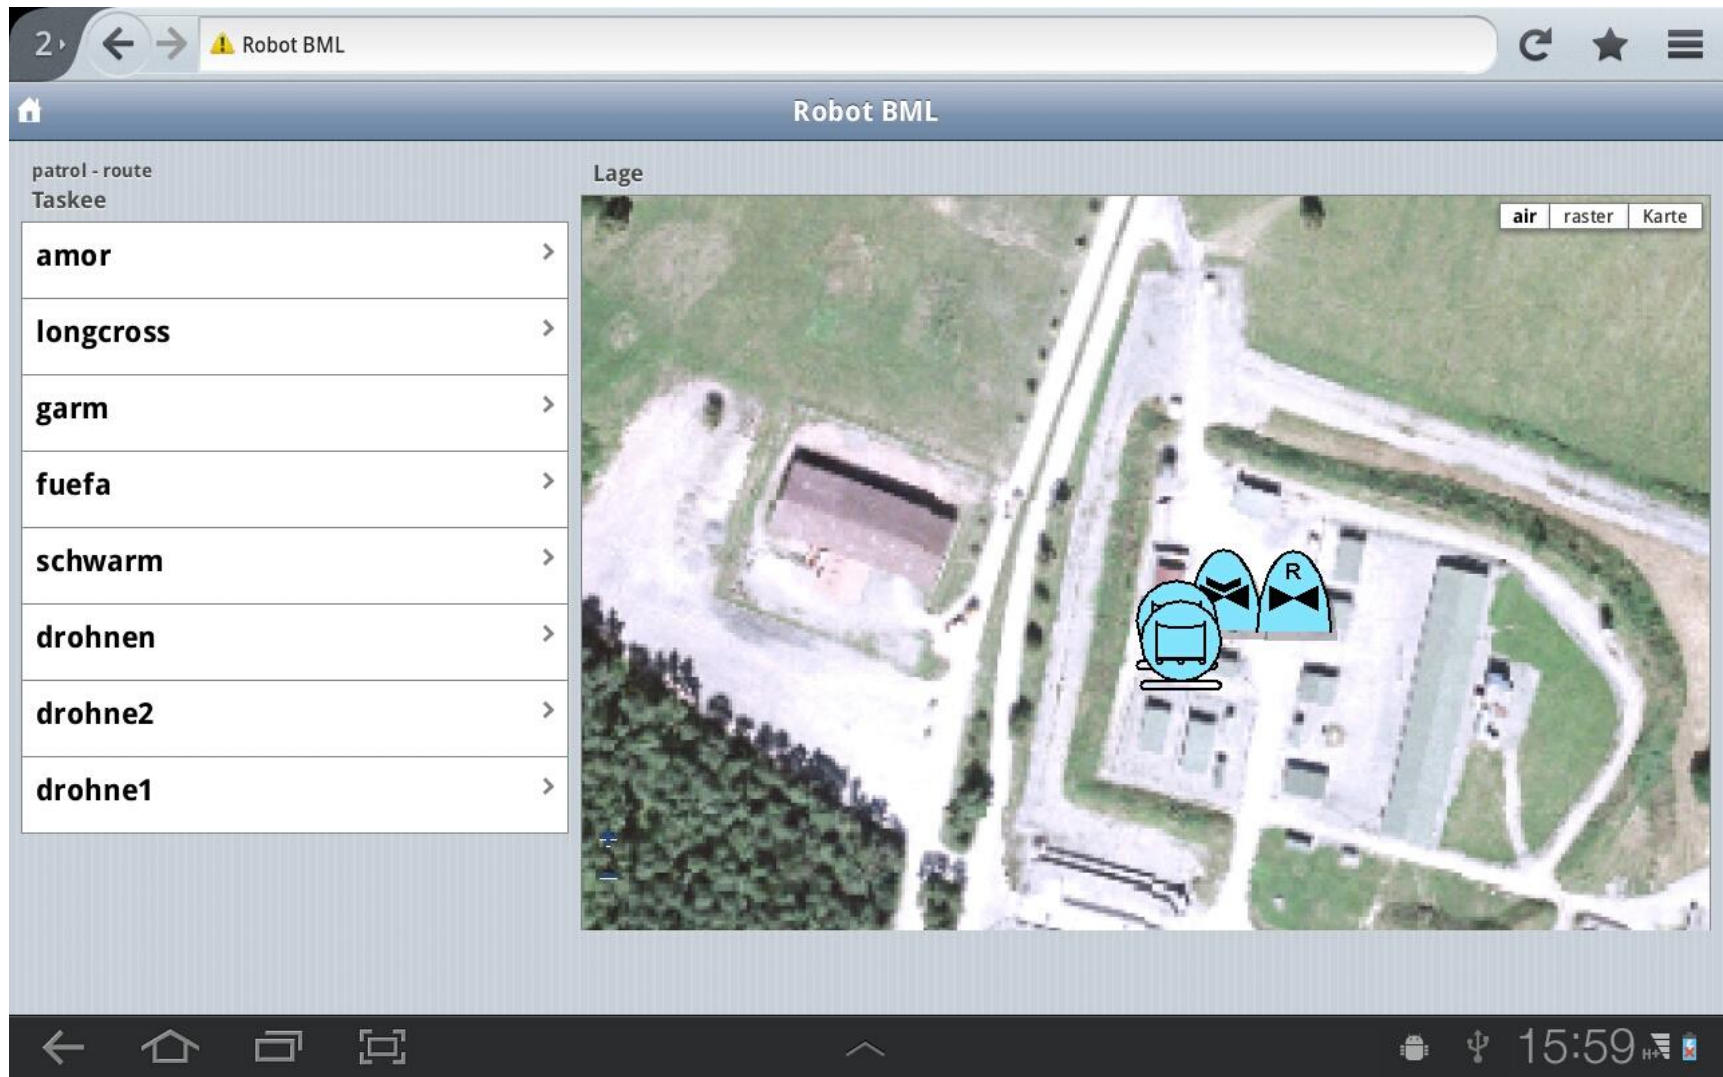 2
Robot BML
Robot BML
patrol - route
Taskee
amor
longcross
garm
fuefa
schwarm
drohnen
drohne2
drohne1
Lage
air raster Karte
R
15:59 H+